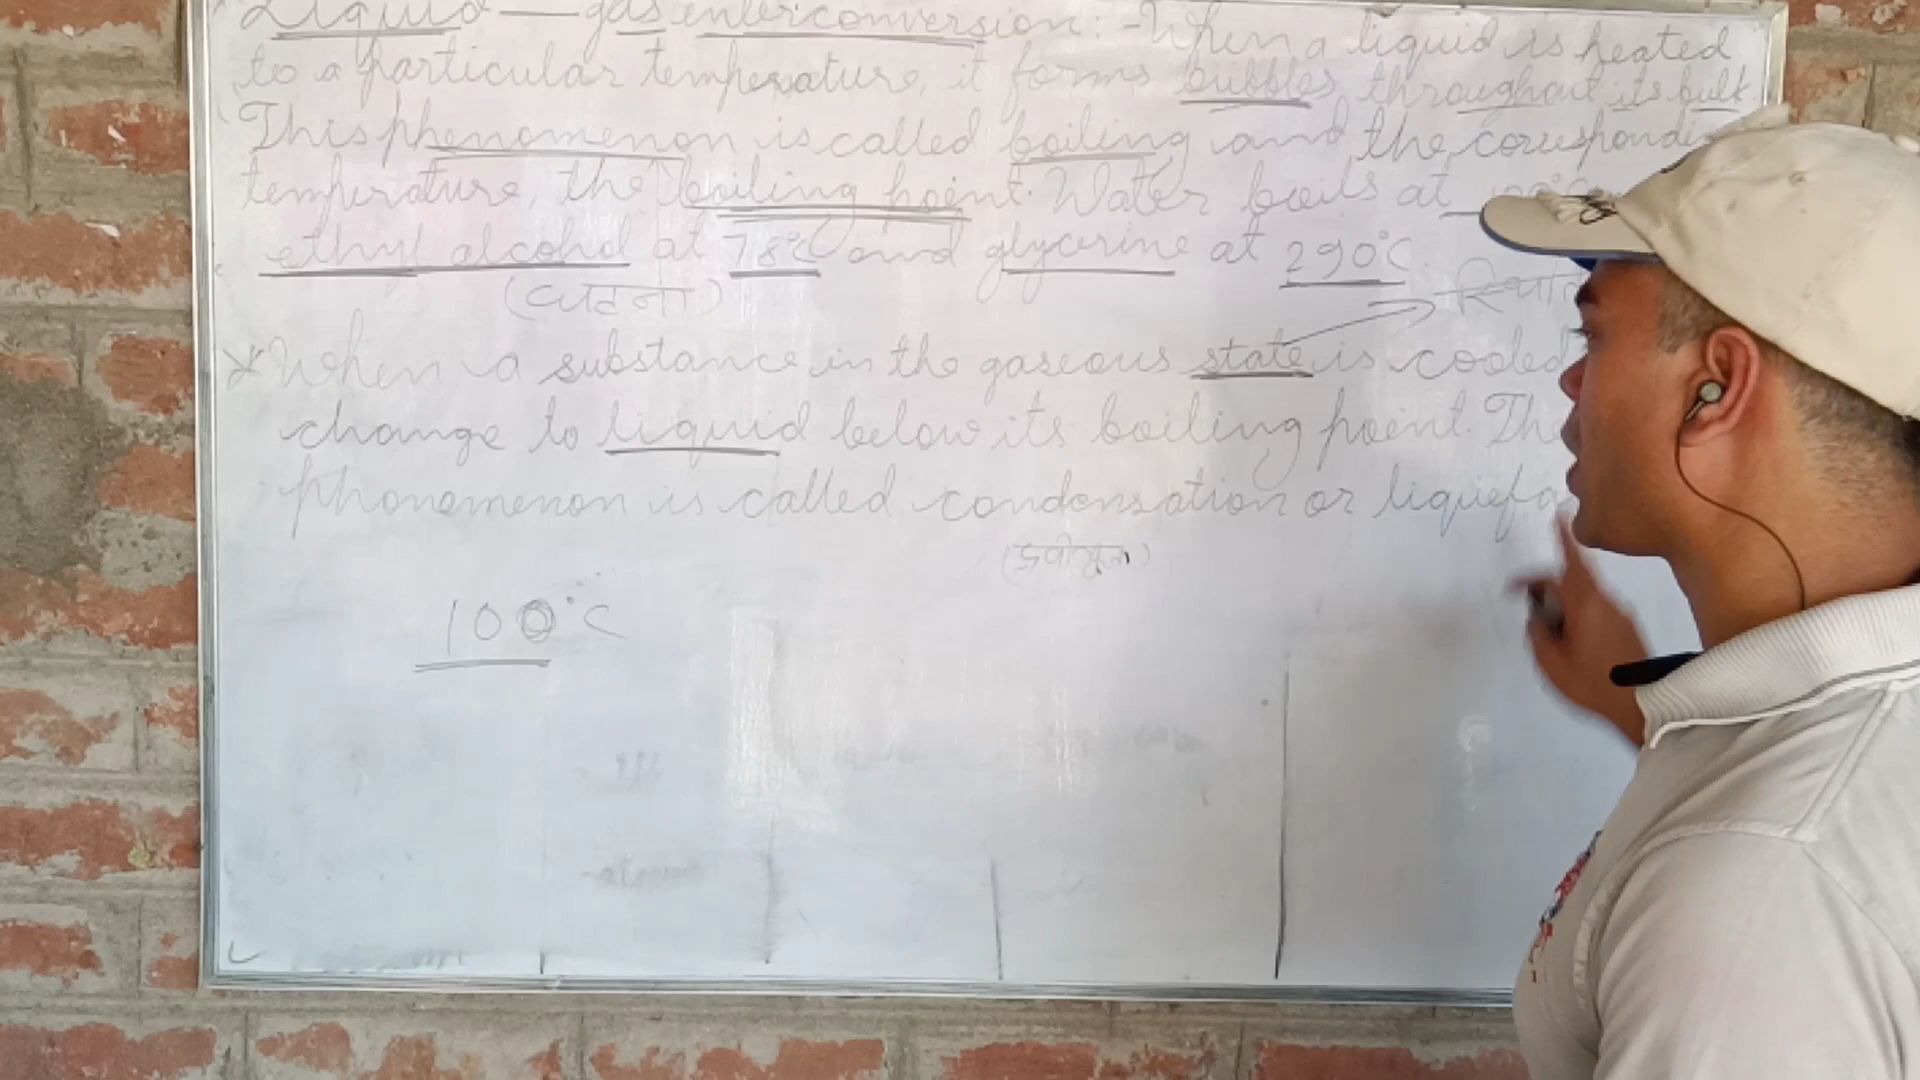 Liquid — gas enterconversion: - When a liquid is heated
to a particular temperature, it forms bubbles throughout its bulk
This phenomenon is called boiling and the correspondi
temperature, the boiling point. Water boils at 100°C
ethyl alcohol at 78°C and glycerine at 290°C
* When a substance in the gaseous state is cooled
change to liquid below its boiling point. The
phonomenon is called condensation or liquefa
100°C